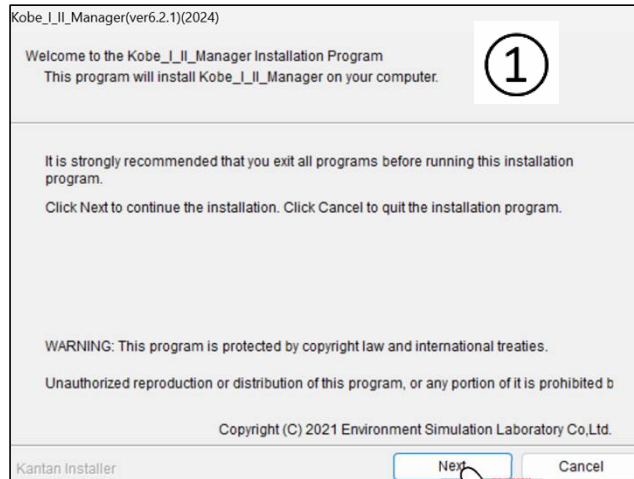 Kobe_I_II_Manager(ver6.2.1)(2024)
Welcome to the Kobe_I_II_Manager Installation Program
This program will install Kobe_I_II_Manager on your computer.
①
It is strongly recommended that you exit all programs before running this installation
program.
Click Next to continue the installation. Click Cancel to quit the installation program.
WARNING: This program is protected by copyright law and international treaties.
Unauthorized reproduction or distribution of this program, or any portion of it is prohibited b
Copyright (C) 2021 Environment Simulation Laboratory Co,Ltd.
Kantan Installer
Next
Cancel